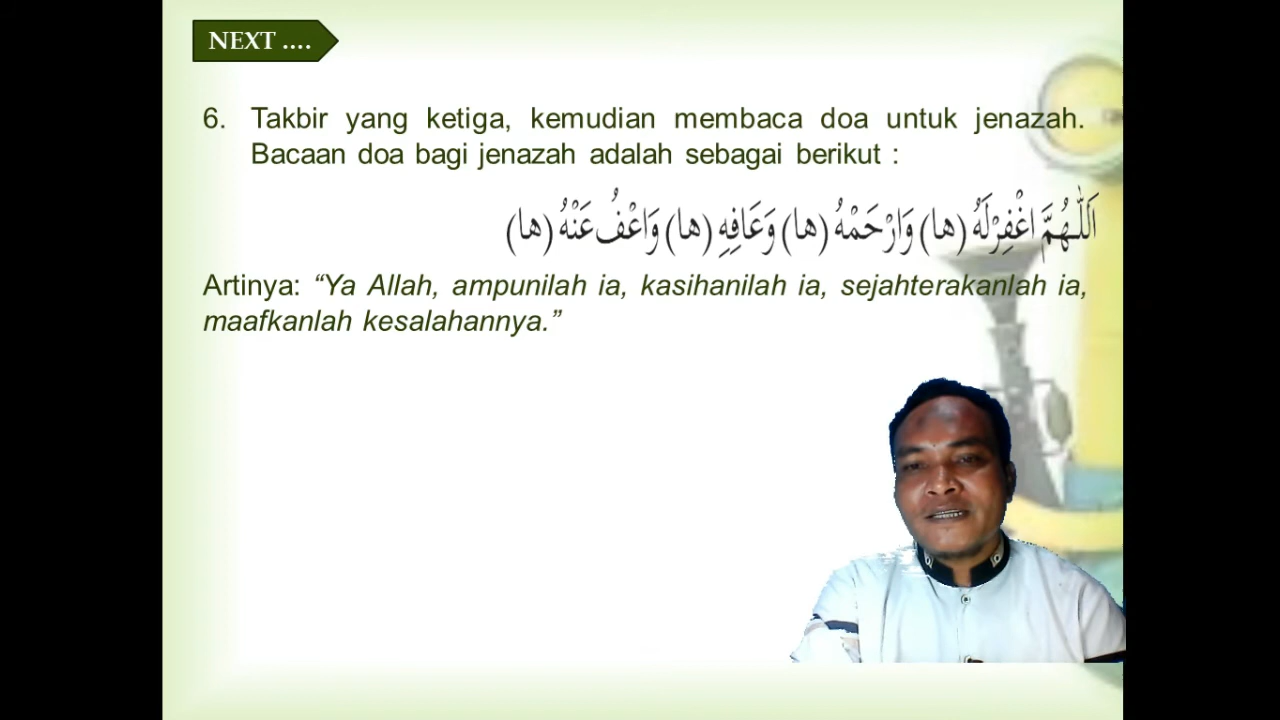 NEXT ....
6. Takbir yang ketiga, kemudian membaca doa untuk jenazah.
Bacaan doa bagi jenazah adalah sebagai berikut :
اَللّٰهُمَّ اغْفِرْلَهُ (ها) وَارْحَمْهُ (ها) وَعَافِهِ (ها) وَاعْفُ عَنْهُ (ها)
Artinya: “Ya Allah, ampunilah ia, kasihanilah ia, sejahterakanlah ia,
maafkanlah kesalahannya.”